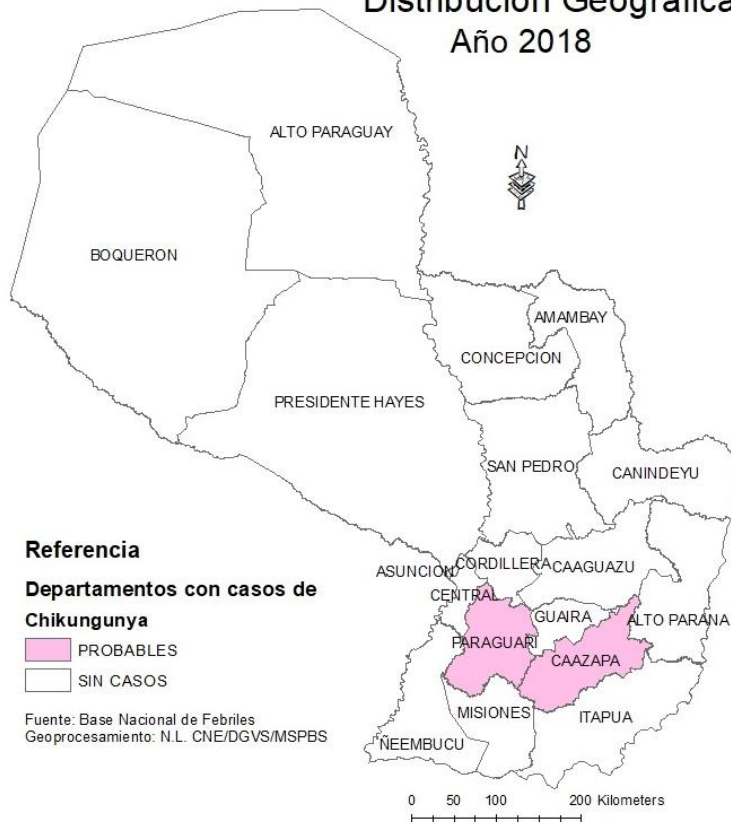 Distribución Geográfica
Año 2018
N
ALTO PARAGUAY
BOQUERON
AMAMBAY
CONCEPCION
PRESIDENTE HAYES
SAN PEDRO
CANINDEYU
ASUNCION
CORDILLERA
CAAGUAZU
CENTRAL
GUAIRA
ALTO PARANA
PARAGUARI
CAAZAPA
MISIONES
ITAPUA
ÑEEMBUCU
Referencia
Departamentos con casos de
Chikungunya
PROBABLES
SIN CASOS
Fuente: Base Nacional de Febriles
Geoprocesamiento: N.L. CNE/DGVS/MSPBS
0 50 100 200 Kilometers